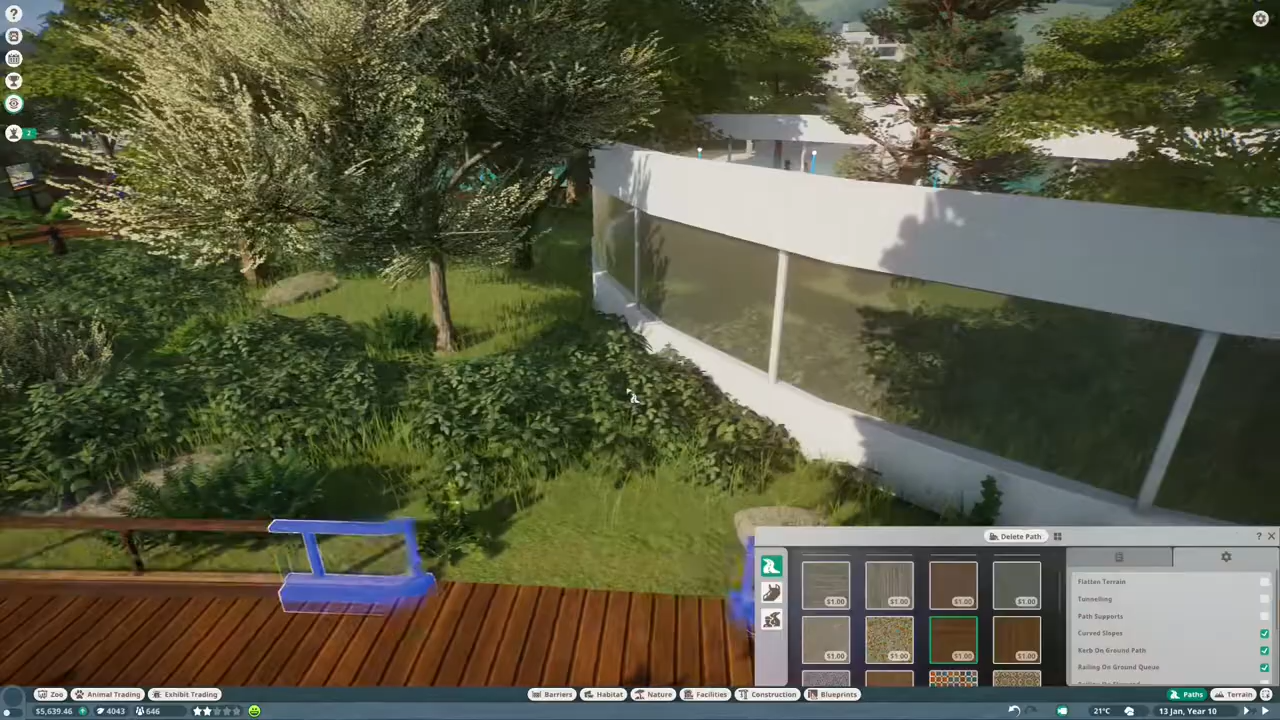 ?
2
Delete Path
? ×
$1.00 $1.00 $1.00 $1.00
$1.00 $1.00 $1.00 $1.00
Flatten Terrain
Tunnelling
Path Supports
Curved Slopes
Kerb On Ground Path
Railing On Ground Queue
Zoo Animal Trading Exhibit Trading Barriers Habitat Nature Facilities Construction Blueprints Paths Terrain
$5,639.46 4043 646 21°C 13 Jan, Year 10